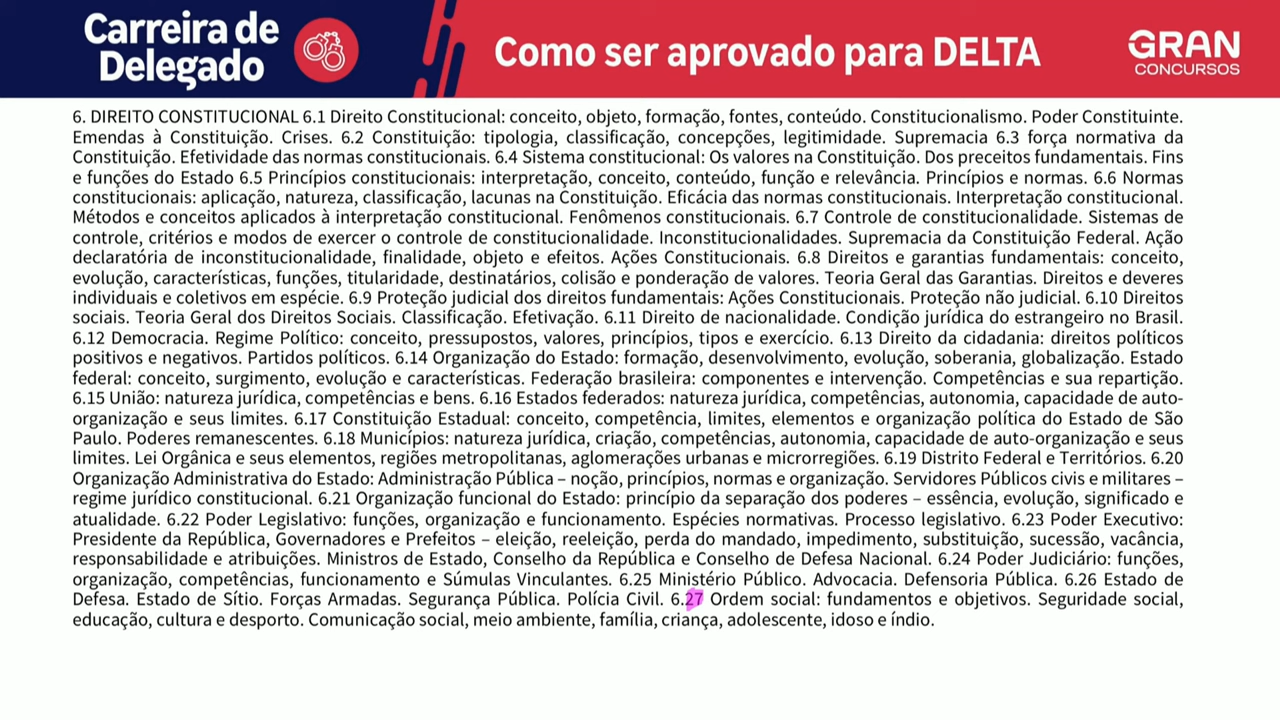 Carreira de
Delegado
Como ser aprovado para DELTA
GRAN
CONCURSOS
6. DIREITO CONSTITUCIONAL 6.1 Direito Constitucional: conceito, objeto, formação, fontes, conteúdo. Constitucionalismo. Poder Constituinte.
Emendas à Constituição. Crises. 6.2 Constituição: tipologia, classificação, concepções, legitimidade. Supremacia 6.3 força normativa da
Constituição. Efetividade das normas constitucionais. 6.4 Sistema constitucional: Os valores na Constituição. Dos preceitos fundamentais. Fins
e funções do Estado 6.5 Princípios constitucionais: interpretação, conceito, conteúdo, função e relevância. Princípios e normas. 6.6 Normas
constitucionais: aplicação, natureza, classificação, lacunas na Constituição. Eficácia das normas constitucionais. Interpretação constitucional.
Métodos e conceitos aplicados à interpretação constitucional. Fenômenos constitucionais. 6.7 Controle de constitucionalidade. Sistemas de
controle, critérios e modos de exercer o controle de constitucionalidade. Inconstitucionalidades. Supremacia da Constituição Federal. Ação
declaratória de inconstitucionalidade, finalidade, objeto e efeitos. Ações Constitucionais. 6.8 Direitos e garantias fundamentais: conceito,
evolução, características, funções, titularidade, destinatários, colisão e ponderação de valores. Teoria Geral das Garantias. Direitos e deveres
individuais e coletivos em espécie. 6.9 Proteção judicial dos direitos fundamentais: Ações Constitucionais. Proteção não judicial. 6.10 Direitos
sociais. Teoria Geral dos Direitos Sociais. Classificação. Efetivação. 6.11 Direito de nacionalidade. Condição jurídica do estrangeiro no Brasil.
6.12 Democracia. Regime Político: conceito, pressupostos, valores, princípios, tipos e exercício. 6.13 Direito da cidadania: direitos políticos
positivos e negativos. Partidos políticos. 6.14 Organização do Estado: formação, desenvolvimento, evolução, soberania, globalização. Estado
federal: conceito, surgimento, evolução e características. Federação brasileira: componentes e intervenção. Competências e sua repartição.
6.15 União: natureza jurídica, competências e bens. 6.16 Estados federados: natureza jurídica, competências, autonomia, capacidade de auto-
organização e seus limites. 6.17 Constituição Estadual: conceito, competência, limites, elementos e organização política do Estado de São
Paulo. Poderes remanescentes. 6.18 Municípios: natureza jurídica, criação, competências, autonomia, capacidade de auto-organização e seus
limites. Lei Orgânica e seus elementos, regiões metropolitanas, aglomerações urbanas e microrregiões. 6.19 Distrito Federal e Territórios. 6.20
Organização Administrativa do Estado: Administração Pública – noção, princípios, normas e organização. Servidores Públicos civis e militares –
regime jurídico constitucional. 6.21 Organização funcional do Estado: princípio da separação dos poderes – essência, evolução, significado e
atualidade. 6.22 Poder Legislativo: funções, organização e funcionamento. Espécies normativas. Processo legislativo. 6.23 Poder Executivo:
Presidente da República, Governadores e Prefeitos – eleição, reeleição, perda do mandado, impedimento, substituição, sucessão, vacância,
responsabilidade e atribuições. Ministros de Estado, Conselho da República e Conselho de Defesa Nacional. 6.24 Poder Judiciário: funções,
organização, competências, funcionamento e Súmulas Vinculantes. 6.25 Ministério Público. Advocacia. Defensoria Pública. 6.26 Estado de
Defesa. Estado de Sítio. Forças Armadas. Segurança Pública. Polícia Civil. 6.27 Ordem social: fundamentos e objetivos. Seguridade social,
educação, cultura e desporto. Comunicação social, meio ambiente, família, criança, adolescente, idoso e índio.